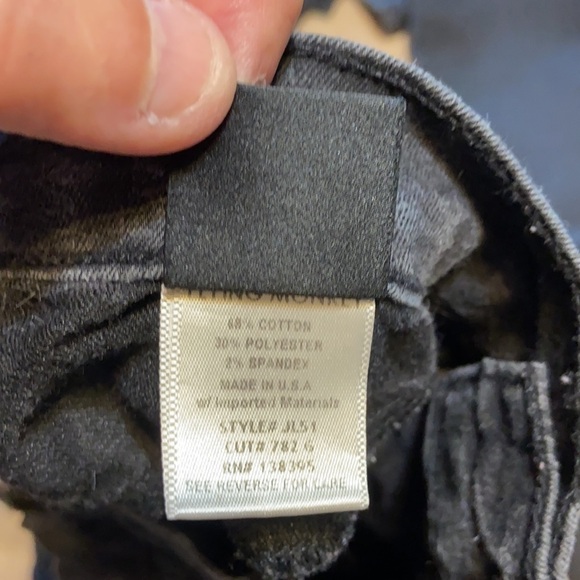 68% COTTON
30% POLYESTER
2% SPANDEX
MADE IN U.S.A
w/ Imported Materials
STYLE# JL51
CUT# 782 G
RN# 138395
SEE REVERSE FOR CARE